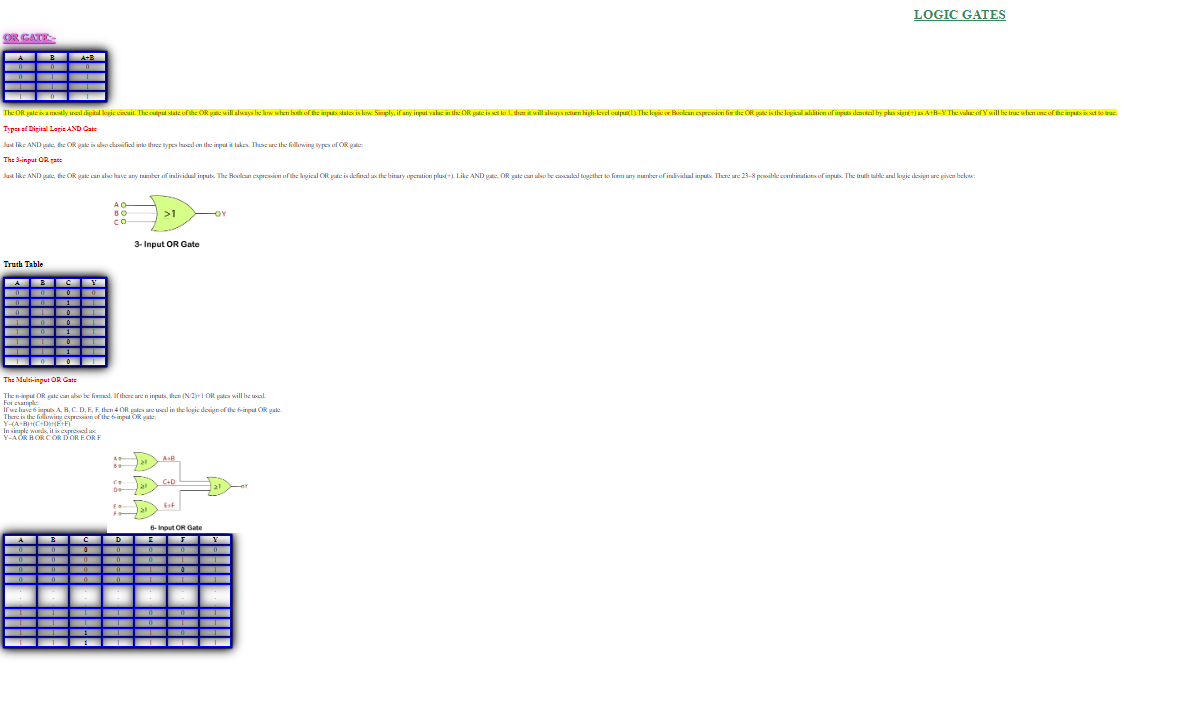 LOGIC GATES
OR GATE:-
A B A+B
0 0 0
0 1 1
1 1 1
1 0 1
The OR gate is a mostly used digital logic circuit. The output state of the OR gate will always be low when both of the inputs states is low. Simply, if any input value in the OR gate is set to 1, then it will always return high-level output(1).The logic or Boolean expression for the OR gate is the logical addition of inputs denoted by plus sign(+) as A+B=Y The value of Y will be true when one of the inputs is set to true.
Types of Digital Logic AND Gate
Just like AND gate, the OR gate is also classified into three types based on the input it takes. These are the following types of OR gate:
The 3-input OR gate
Just like AND gate, the OR gate can also have any number of individual inputs. The Boolean expression of the logical OR gate is defined as the binary operation plus(+). Like AND gate, OR gate can also be cascaded together to form any number of individual inputs. There are 23=8 possible combinations of inputs. The truth table and logic design are given below:
A
B >1 Y
C
3- Input OR Gate
Truth Table
A B C Y
0 0 0 0
0 0 1
0 1 0
1 0 0
1 0 1
1 1 0
1 1 1
1 0 0
The Multi-input OR Gate
The n-input OR gate can also be formed. If there are n inputs, then (N/2)+1 OR gates will be used.
For example:
If we have 6 inputs A, B, C, D, E, F, then 4 OR gates are used in the logic design of the 6-input OR gate.
There is the following expression of the 6-input OR gate:
Y=(A+B)+(C+D)+(E+F)
In simple words, it is expressed as:
Y=A OR B OR C OR D OR E OR F
A ≥1 A+B
B
C ≥1 C+D ≥1 Y
D
E ≥1 E+F
F
6- Input OR Gate
A B C D E F Y
0 0 0 0 0 0 0
0 0 0 0 0 1 1
0 0 0 0 1 0 1
0 0 0 0 1 1 1
1 1 1 1 0 0 1
1 1 1 1 0 1 1
1 1 1 1 1 0 1
1 1 1 1 1 1 1